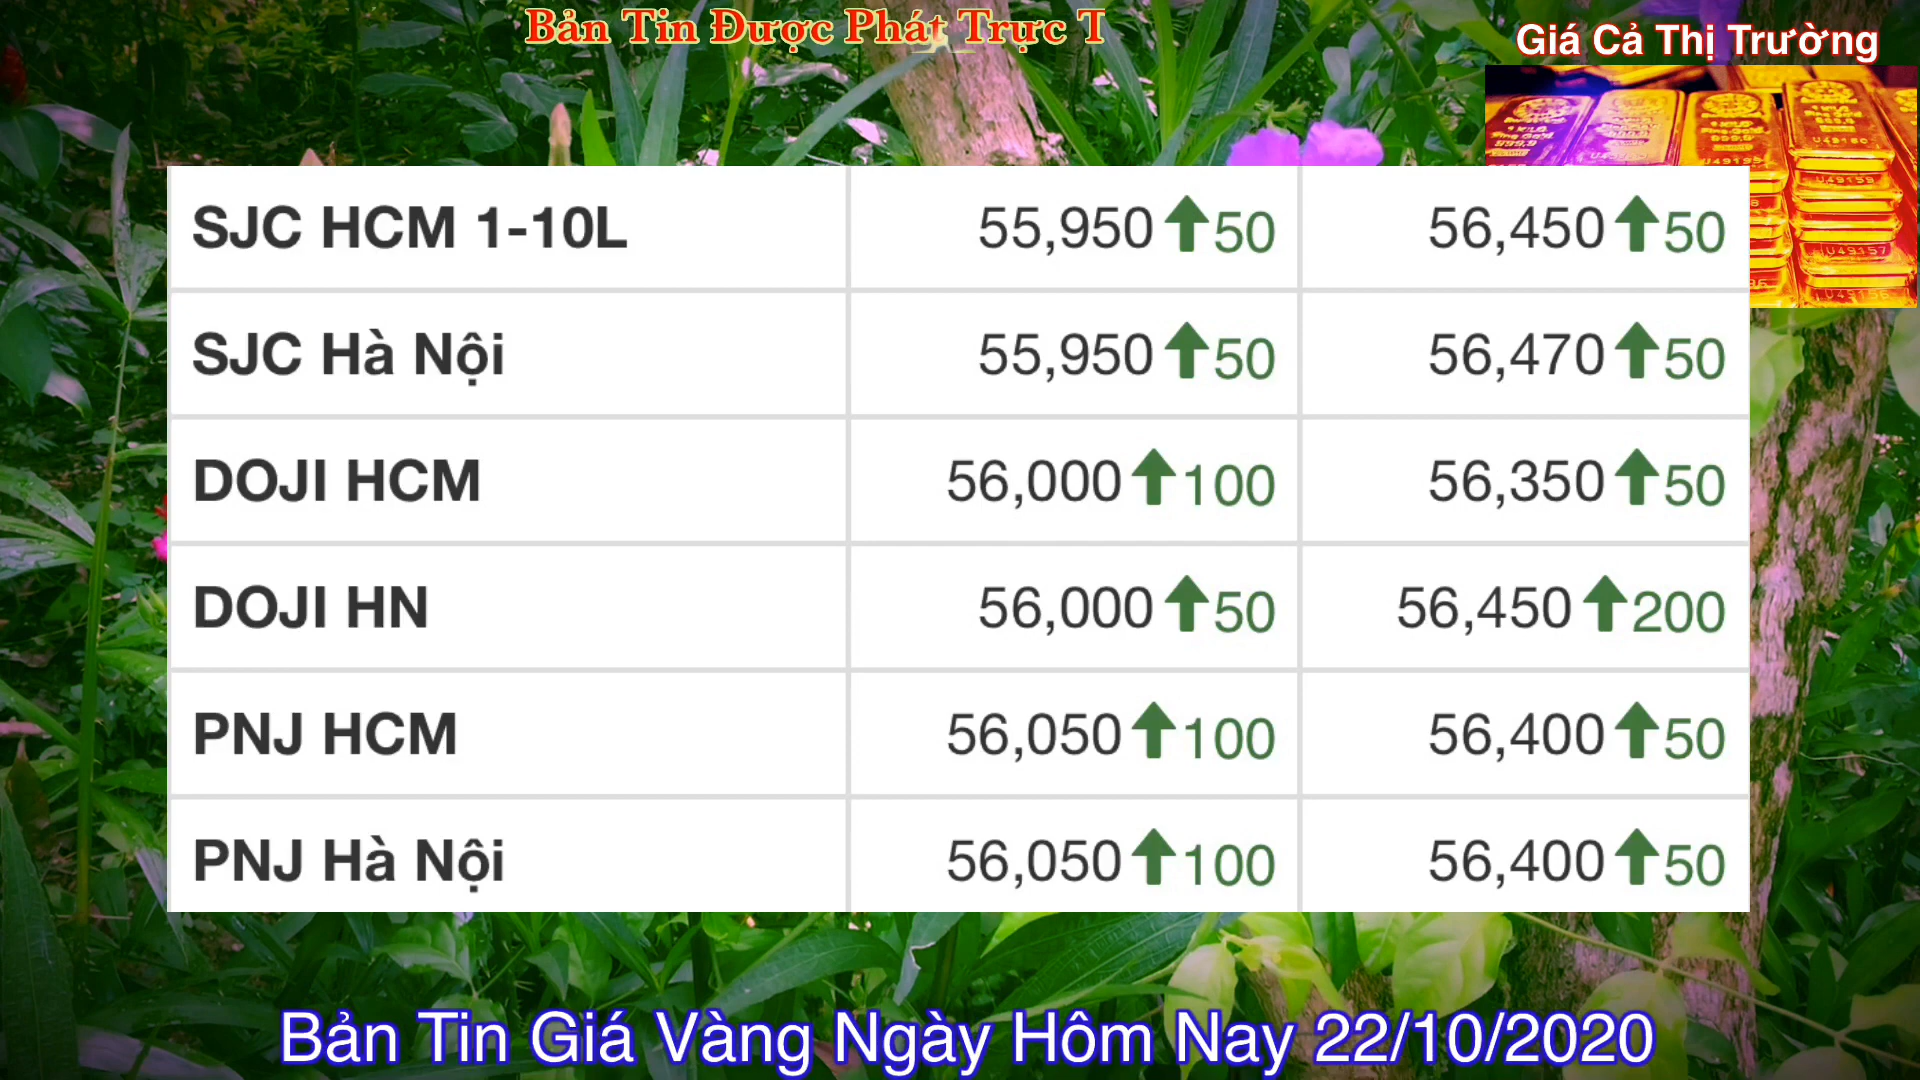 Bản Tin Được Phát Trực T
Giá Cả Thị Trường
SJC HCM 1-10L 55,950 ⬆50 56,450 ⬆50
SJC Hà Nội 55,950 ⬆50 56,470 ⬆50
DOJI HCM 56,000 ⬆100 56,350 ⬆50
DOJI HN 56,000 ⬆50 56,450 ⬆200
PNJ HCM 56,050 ⬆100 56,400 ⬆50
PNJ Hà Nội 56,050 ⬆100 56,400 ⬆50
U49159
U49157
Bản Tin Giá Vàng Ngày Hôm Nay 22/10/2020